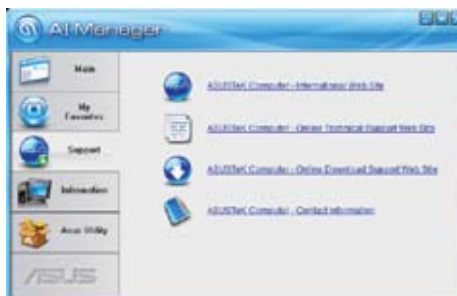 AI Manager
Main
My Favorites
Support
Information
Asus Utility
ASUS
ASUSTeK Computer - International Web Site
ASUSTeK Computer - Online Technical Support Web Site
ASUSTeK Computer - Online Download Support Web Site
ASUSTeK Computer - Contact Information